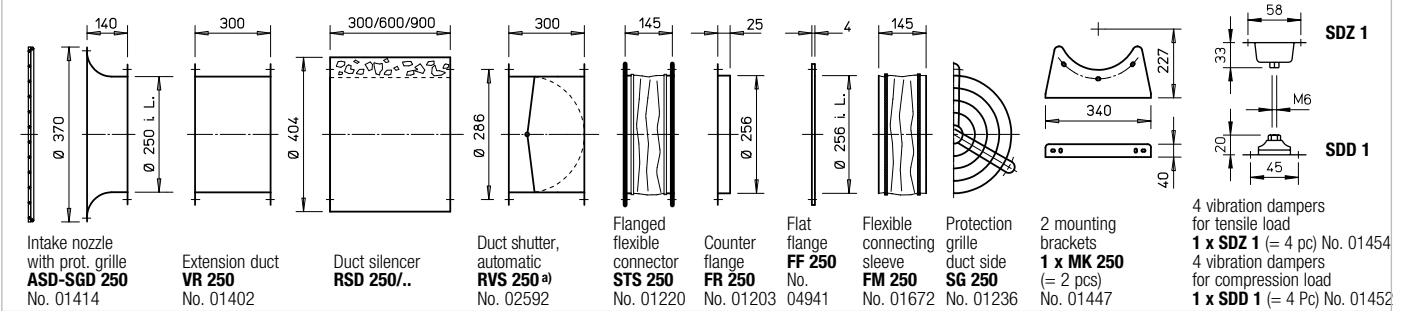 140
300
300/600/900
300
145
25
4
145
58
SDZ 1
33
227
M6
340
20
SDD 1
45
40
Ø 370
Ø 250 i. L.
Ø 404
Ø 286
Ø 256
Ø 256 i L.
Intake nozzle
with prot. grille
ASD-SGD 250
No. 01414
Extension duct
VR 250
No. 01402
Duct silencer
RSD 250/..
Duct shutter,
automatic
RVS 250 a)
No. 02592
Flanged
flexible
connector
STS 250
No. 01220
Counter
flange
FR 250
No. 01203
Flat
flange
FF 250
No.
04941
Flexible
connecting
sleeve
FM 250
No. 01672
Protection
grille
duct side
SG 250
No. 01236
2 mounting
brackets
1 x MK 250
(= 2 pcs)
No. 01447
4 vibration dampers
for tensile load
1 x SDZ 1 (= 4 pc) No. 01454
4 vibration dampers
for compression load
1 x SDD 1 (= 4 Pc) No. 01452